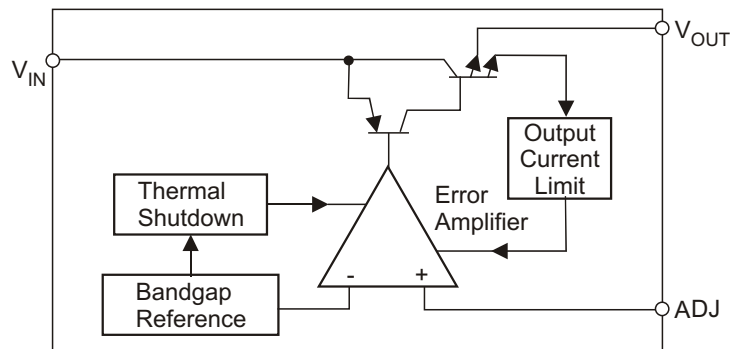 V_OUT
V_IN
Output
Current
Limit
Thermal
Shutdown
Error
Amplifier
- +
Bandgap
Reference
ADJ